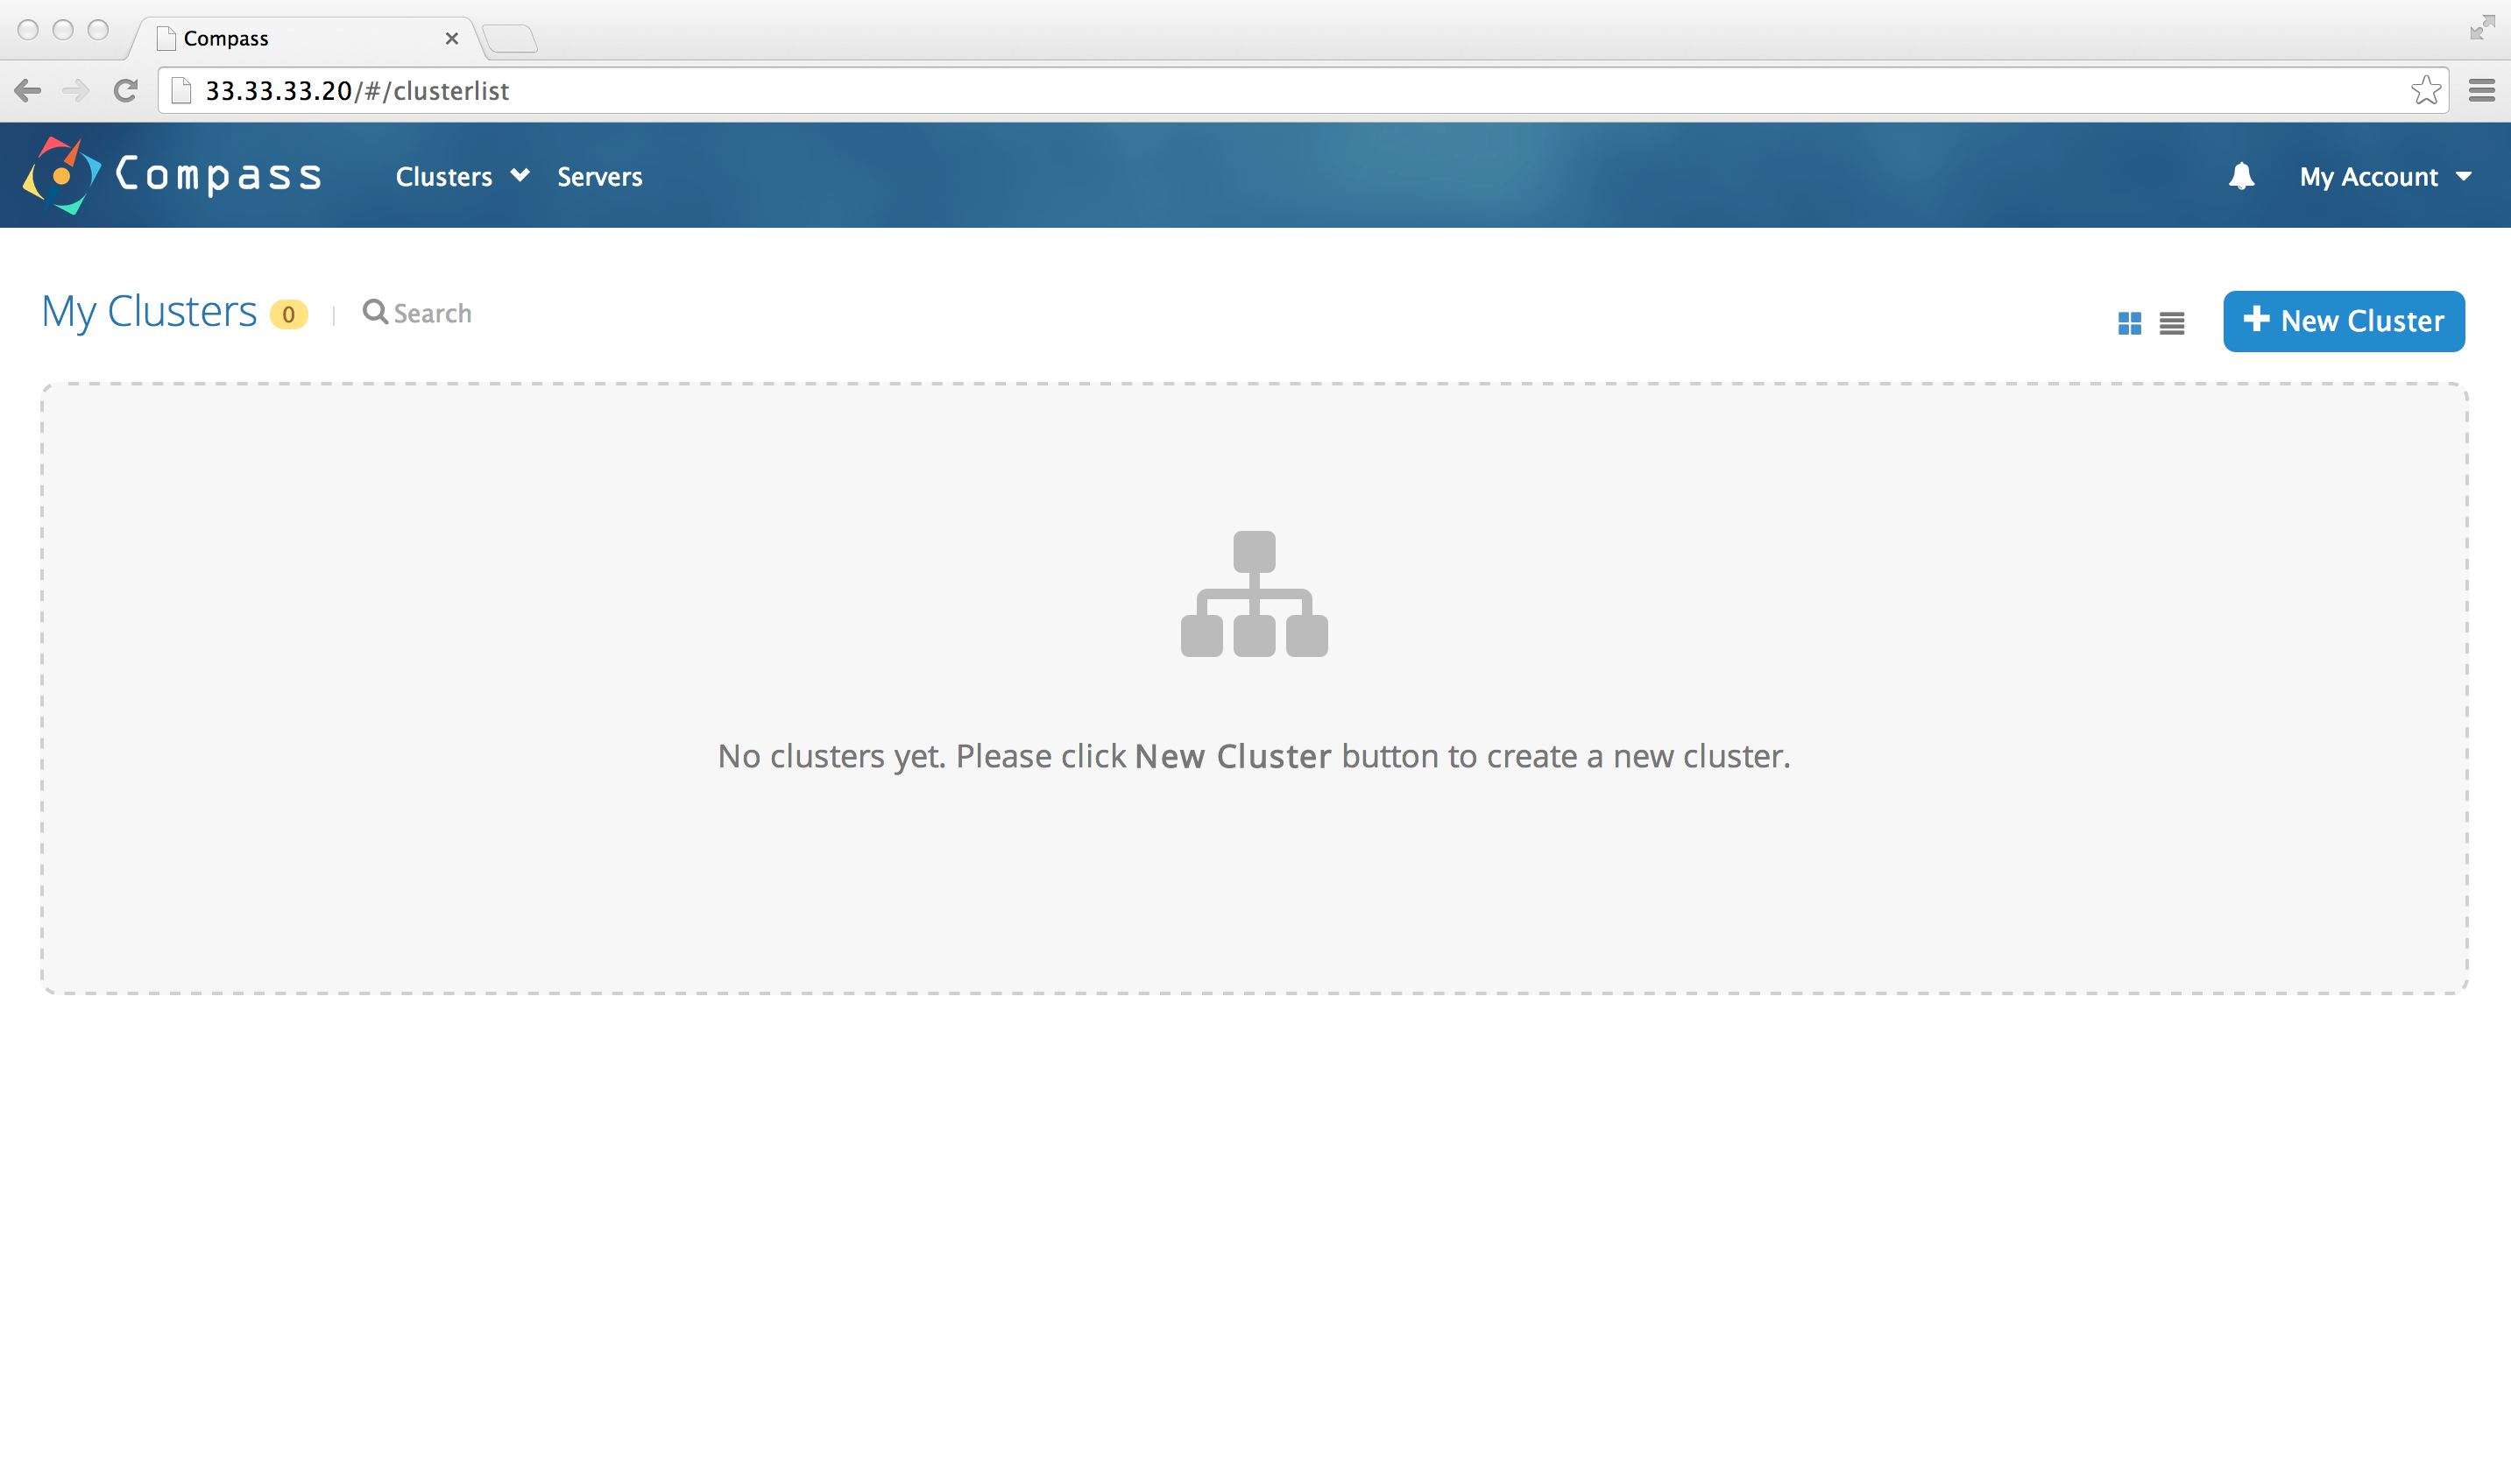 Compass
33.33.33.20/#/clusterlist
Compass Clusters Servers My Account
My Clusters 0 | Search New Cluster
No clusters yet. Please click New Cluster button to create a new cluster.